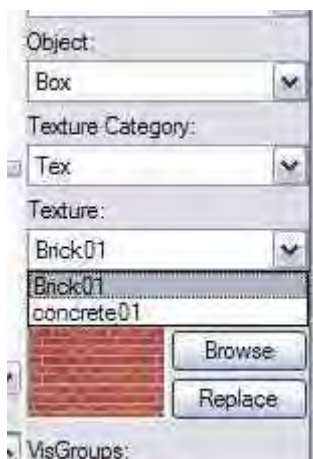 Object:
Box
Texture Category:
Tex
Texture:
Brick01
Brick01
concrete01
Browse
Replace
VisGroups: